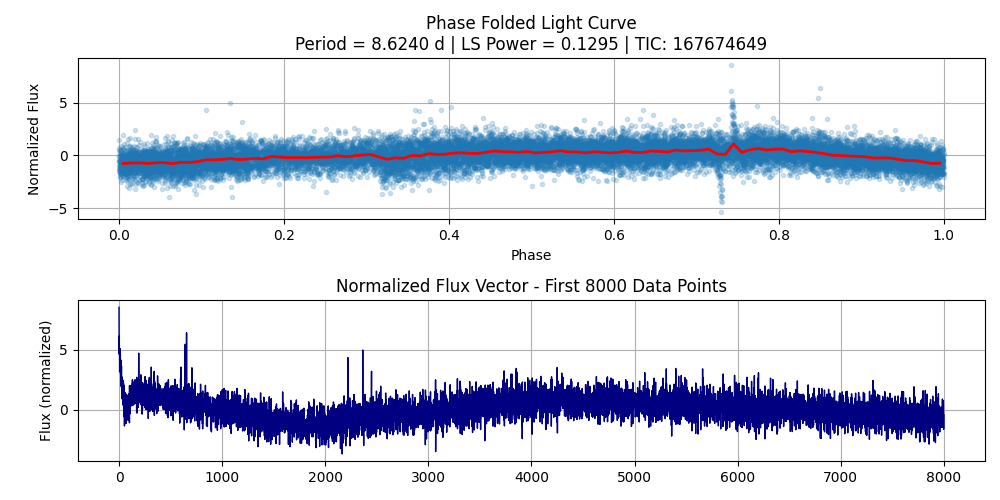 Phase Folded Light Curve
Period = 8.6240 d | LS Power = 0.1295 | TIC: 167674649
Normalized Flux
5
0
−5
0.0 0.2 0.4 0.6 0.8 1.0
Phase
Normalized Flux Vector - First 8000 Data Points
Flux (normalized)
5
0
0 1000 2000 3000 4000 5000 6000 7000 8000